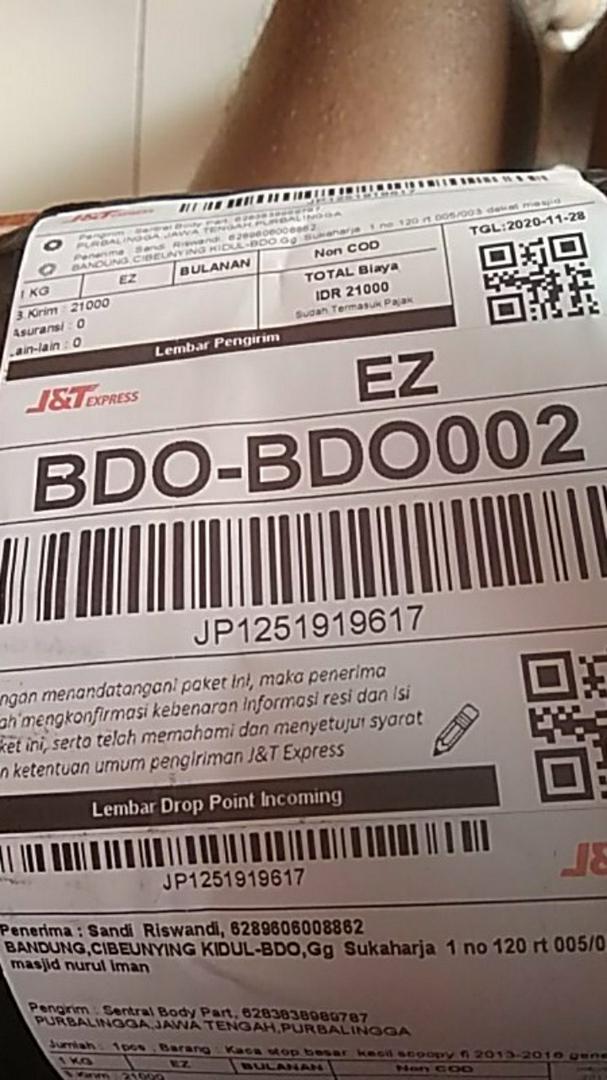 J&T EXPRESS
Pengirim : Sentral Body Part, 6283838989787
PURBALINGGA,JAWA TENGAH,PURBALINGGA
Penerima : Sandi Riswandi, 6289606008862
BANDUNG,CIBEUNYING KIDUL-BDO,Gg Sukaharja 1 no 120 rt 005/003 dekat masjid
TGL:2020-11-28
1 KG EZ BULANAN Non COD
Kirim : 21000
Asuransi : 0
ain-lain : 0
TOTAL Biaya
IDR 21000
Sudah Termasuk Pajak
Lembar Pengirim
J&T EXPRESS
EZ
BDO-BDO002
JP1251919617
ngan menandatangani paket ini, maka penerima
ah mengkonfirmasi kebenaran informasi resi dan isi
ket ini, serta telah memahami dan menyetujui syarat
n ketentuan umum pengiriman J&T Express
Lembar Drop Point Incoming
JP1251919617
Penerima : Sandi Riswandi, 6289606008862
BANDUNG,CIBEUNYING KIDUL-BDO,Gg Sukaharja 1 no 120 rt 005/0
masjid nurul iman
Pengirim : Sentral Body Part, 6283838989787
PURBALINGGA,JAWA TENGAH,PURBALINGGA
Jumlah : 1pcs , Barang : Kaca stop besar kecil scoopy fi 2013-2016
1 KG EZ BULANAN Non COD
Kirim : 21000